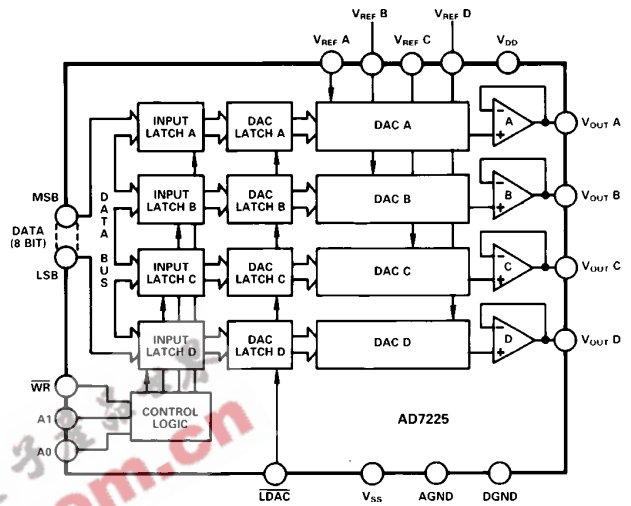 VREF B VREF D
VREF A VREF C VDD
INPUT LATCH A
DAC LATCH A
DAC A
A
VOUT A
MSB
DATA (8 BIT)
LSB
DATA BUS
INPUT LATCH B
DAC LATCH B
DAC B
B
VOUT B
INPUT LATCH C
DAC LATCH C
DAC C
C
VOUT C
INPUT LATCH D
DAC LATCH D
DAC D
D
VOUT D
WR
A1
A0
CONTROL LOGIC
AD7225
LDAC VSS AGND DGND
om.cn